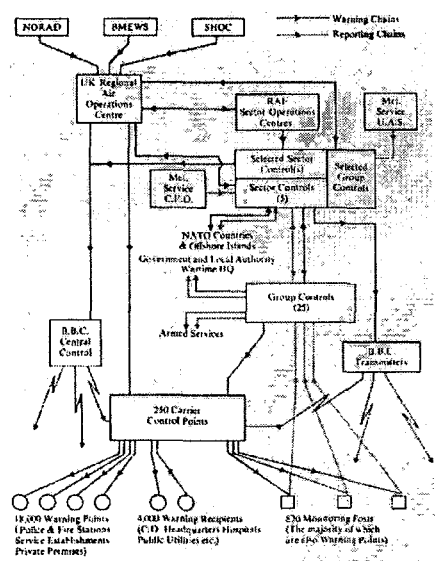 NORAD
BMEWS
SHOC
Warning Chains
Reporting Chains
UK Regional
Air
Operations
Centre
RAF
Sector Operations
Centres
Met.
Service
Selected Sector
Control(s)
Selected
Group
Controls
Met.
Service
Sector Controls
(5)
NATO Countries
& Offshore Islands
Government and Local Authority
Wartime HQ
Group Controls
(25)
Armed Services
B.B.C.
Central
Control
Transmitters
250 Carrier
Control Points
18,000 Warning Points
(Police & Fire Stations
Service Establishments
Private Premises)
Warning Recipients
(C.D. Headquarters Hospitals
Public Utilities etc.)
Monitoring Posts
(The majority of which
are also Warning Points)